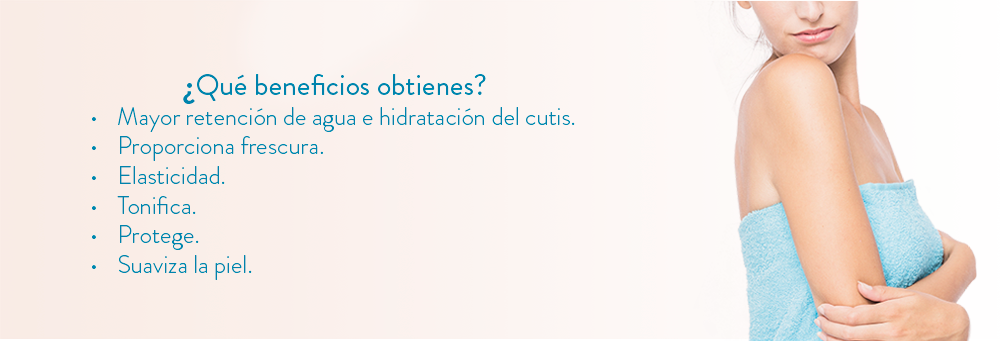 ¿Qué beneficios obtienes?
• Mayor retención de agua e hidratación del cutis.
• Proporciona frescura.
• Elasticidad.
• Tonifica.
• Protege.
• Suaviza la piel.